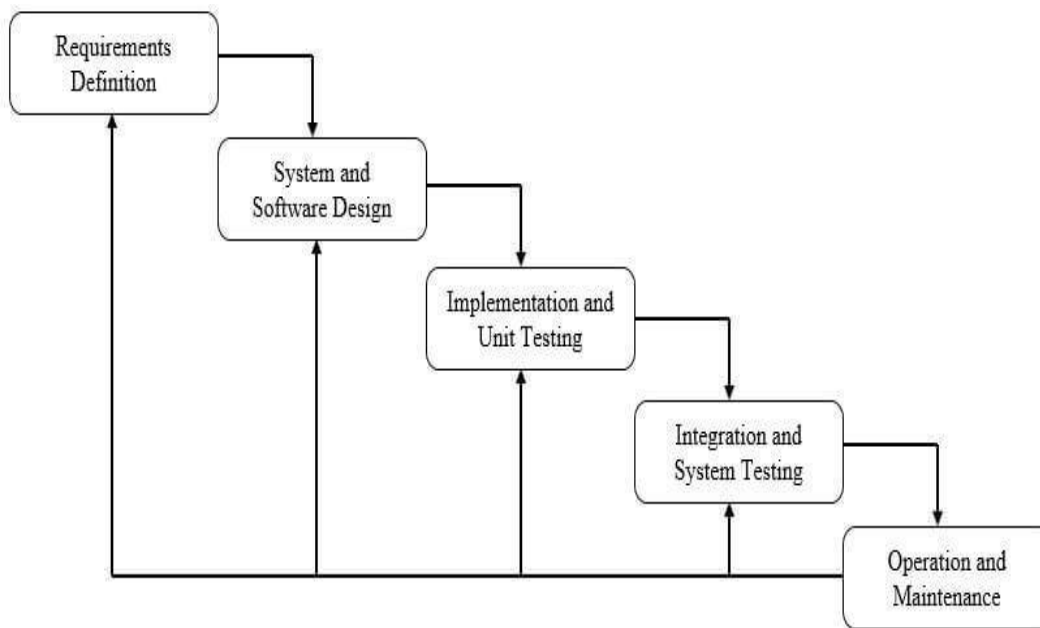 Requirements
Definition
System and
Software Design
Implementation and
Unit Testing
Integration and
System Testing
Operation and
Maintenance